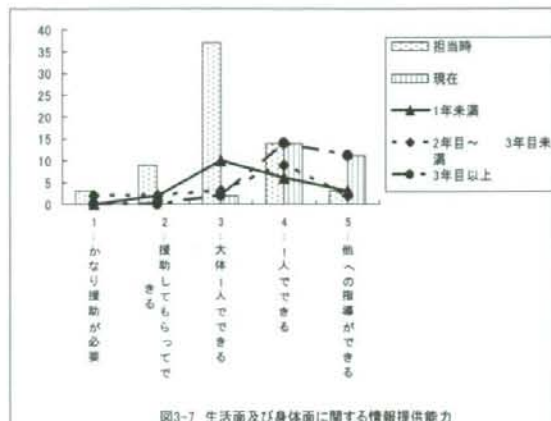 40
35
30
25
20
15
10
5
0
1
2
3
4
5
かなり援助が必要
援助してもらってで
きる
大体1人でできる
1人でできる
他への指導ができる
担当時
現在
1年未満
2年目~ 3年目未
満
3年目以上
図3-7 生活面及び身体面に関する情報提供能力